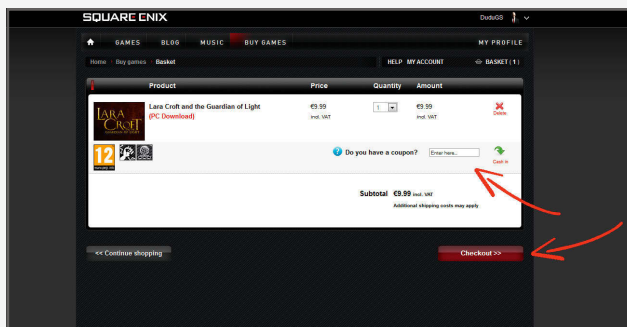 SQUARE ENIX
DuduGS
GAMES BLOG MUSIC BUY GAMES MY PROFILE
Home Buy games Basket HELP MY ACCOUNT BASKET (1)
Product Price Quantity Amount
Lara Croft and the Guardian of Light €9.99 1 €9.99
(PC Download) incl. VAT incl. VAT
Delete
LARA CROFT
12
Do you have a coupon? Enter here...
Cash in
Subtotal €9.99 incl. VAT
Additional shipping costs may apply
<< Continue shopping Checkout >>